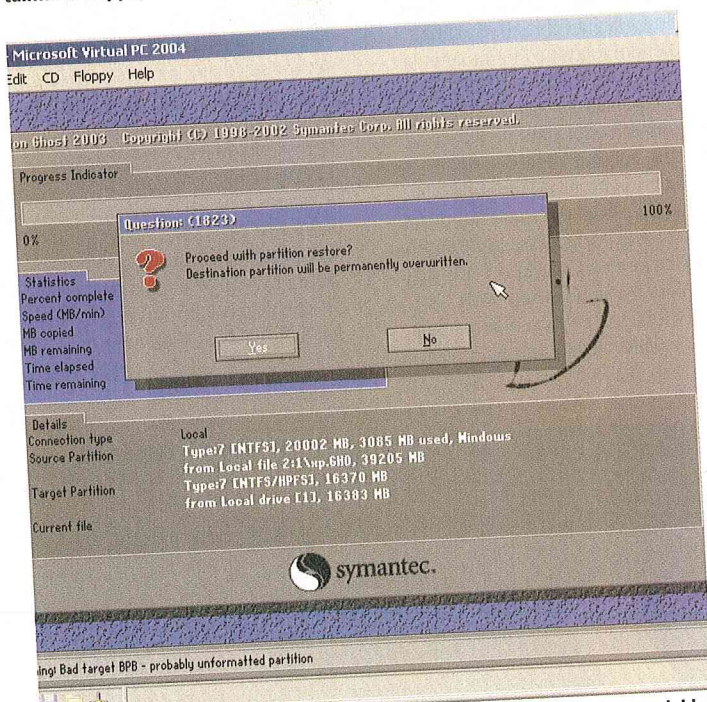 Microsoft Virtual PC 2004
Edit CD Floppy Help
on Ghost 2003 Copyright (C) 1998-2002 Symantec Corp. All rights reserved.
Progress Indicator
0%
100%
Question: (1823)
Proceed with partition restore?
Destination partition will be permanently overwritten.
Yes
No
Statistics
Percent complete
Speed (MB/min)
MB copied
MB remaining
Time elapsed
Time remaining
Details
Connection type Local
Source Partition Type:7 [NTFS], 20002 MB, 3085 MB used, Windows
from Local file 2:1\xp.GHO, 39205 MB
Target Partition Type:7 [NTFS/HPFS], 16370 MB
from Local drive [1], 16383 MB
Current file
symantec.
ing! Bad target BPB - probably unformatted partition